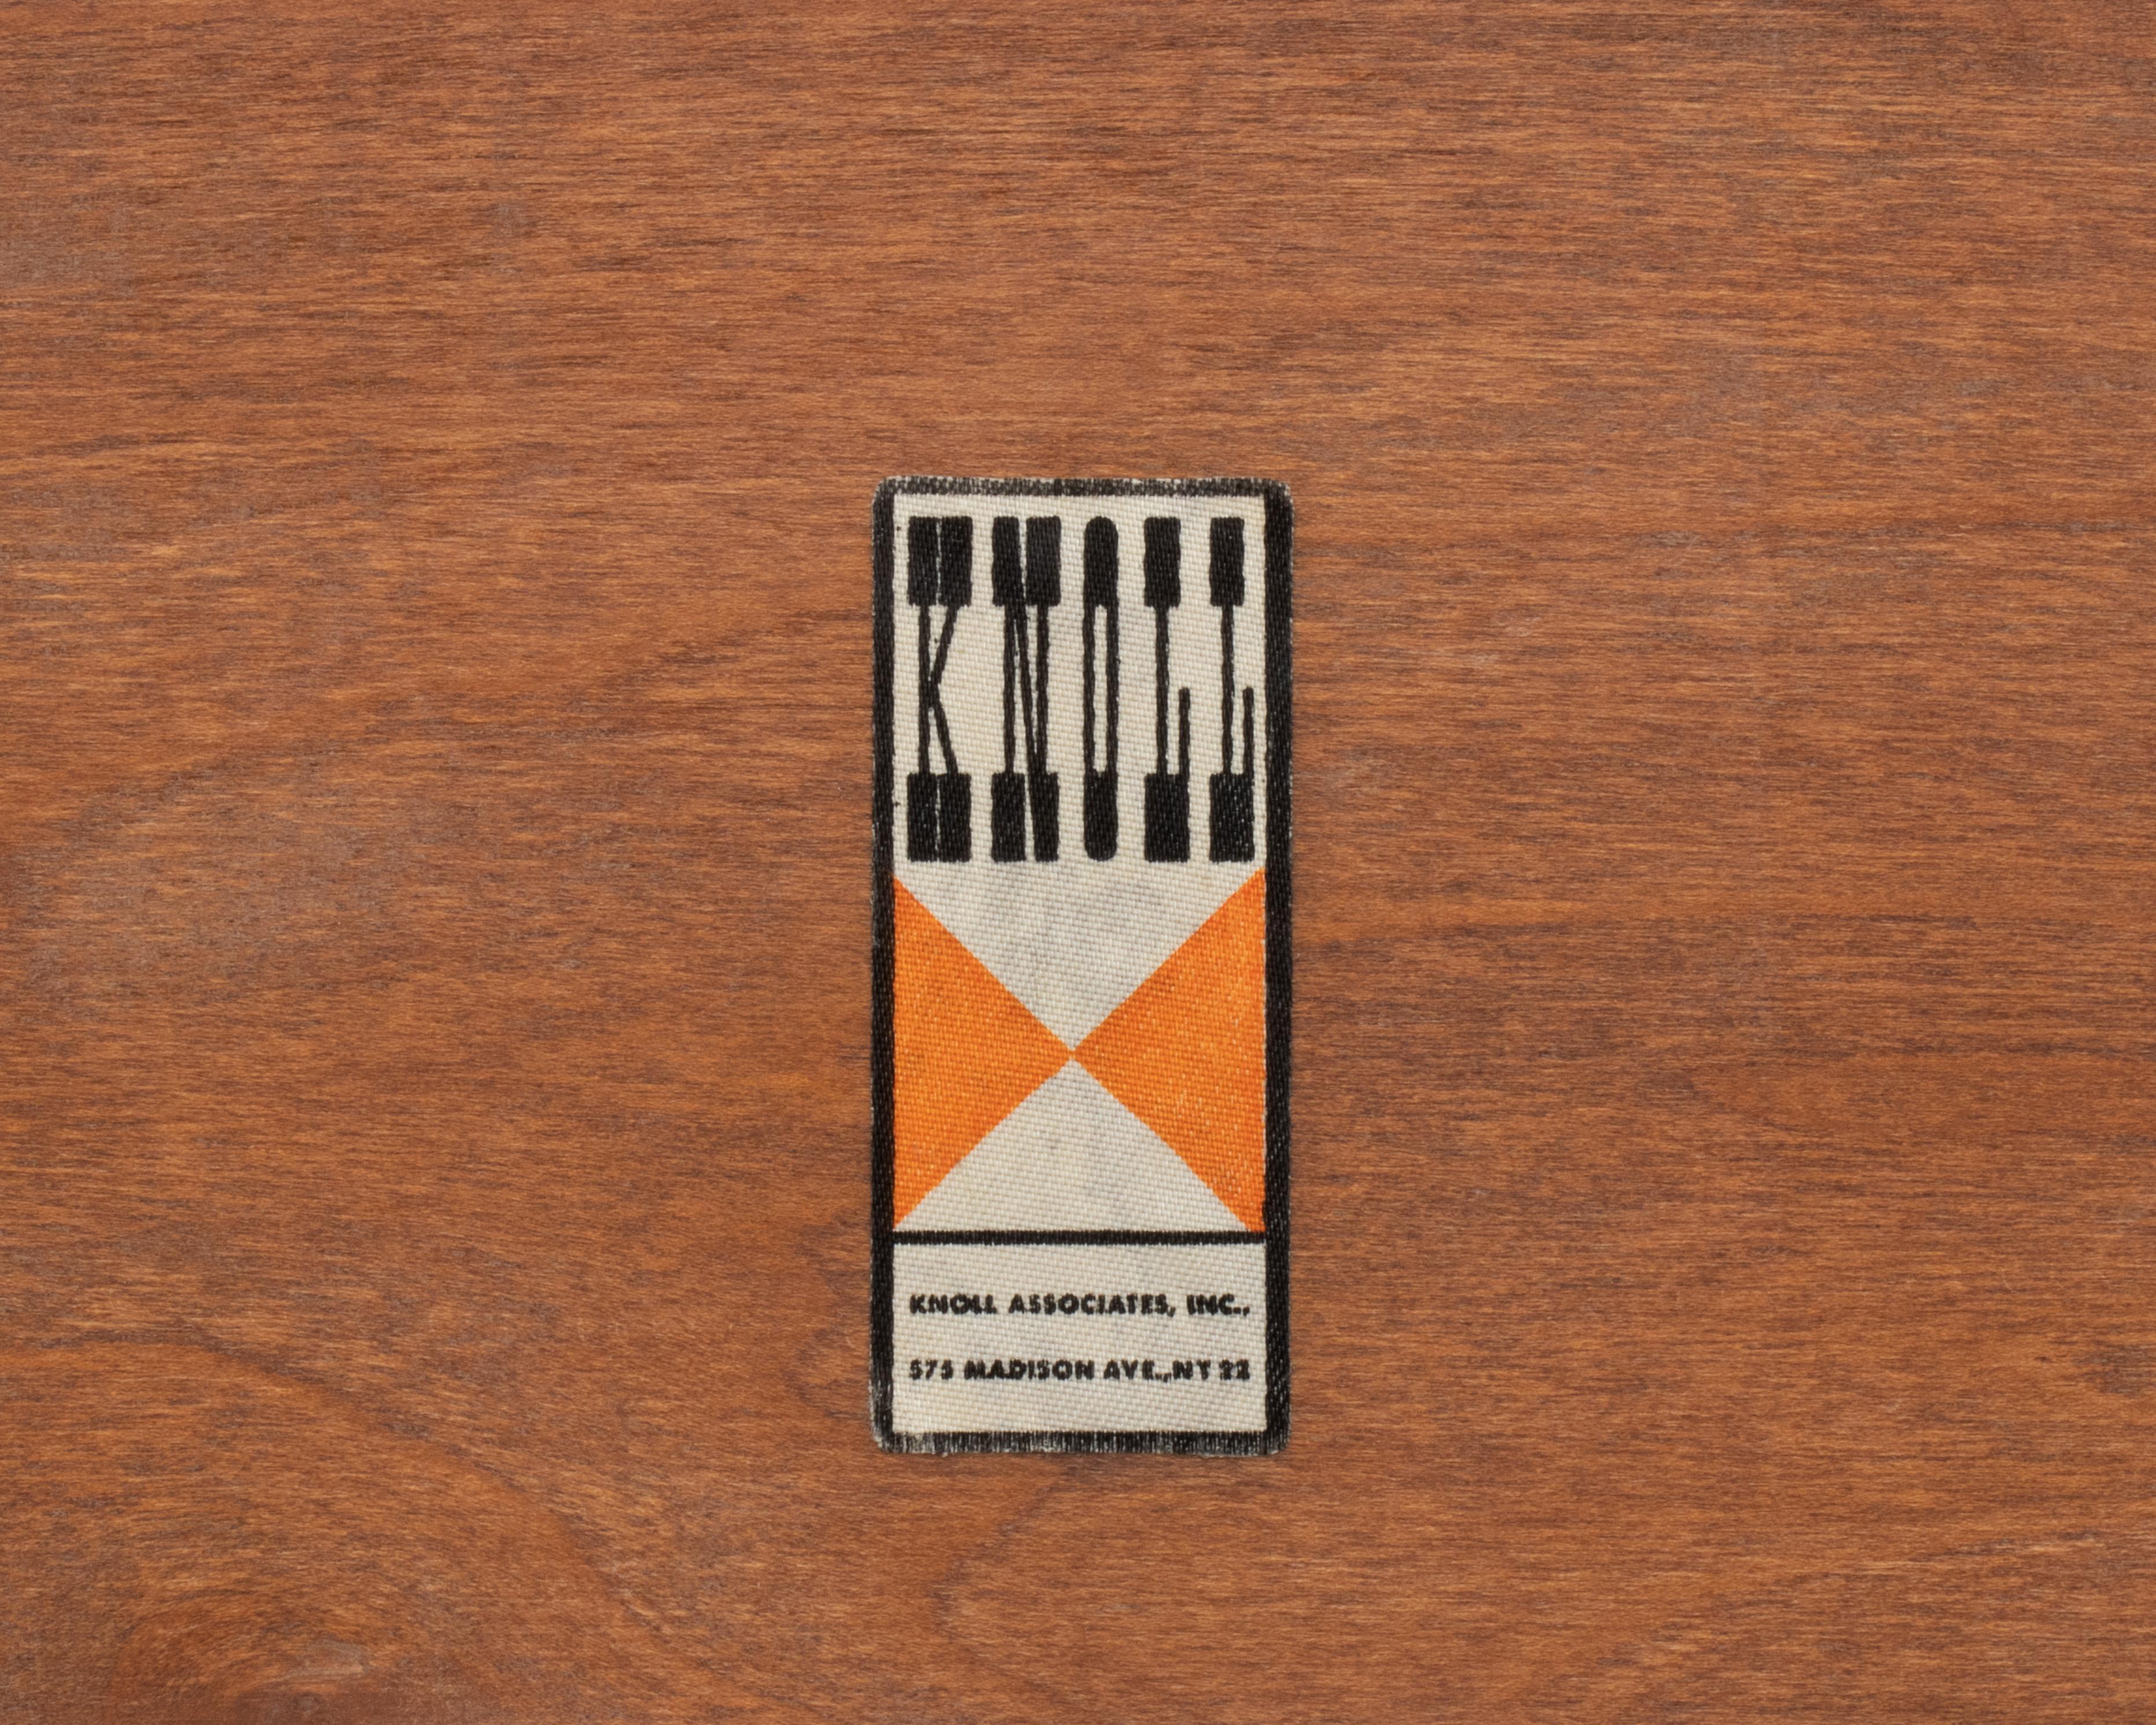 KNOLL
KNOLL ASSOCIATES, INC.,
575 MADISON AVE.,NY 22